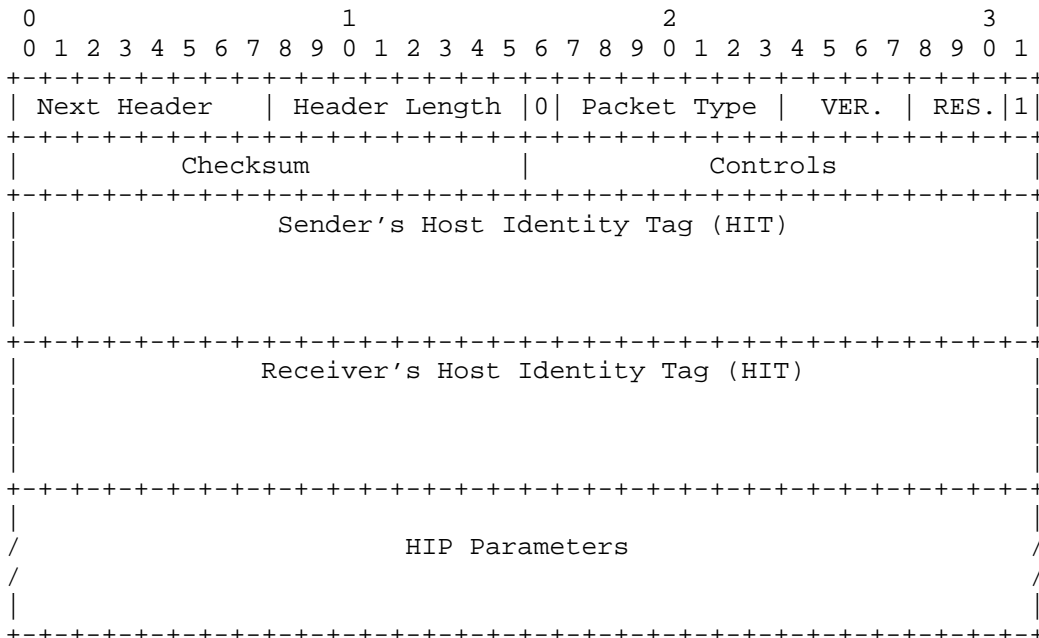 0                   1                   2                   3
 0 1 2 3 4 5 6 7 8 9 0 1 2 3 4 5 6 7 8 9 0 1 2 3 4 5 6 7 8 9 0 1
+-+-+-+-+-+-+-+-+-+-+-+-+-+-+-+-+-+-+-+-+-+-+-+-+-+-+-+-+-+-+-+-+
| Next Header   | Header Length |0| Packet Type |  VER. | RES.|1|
+-+-+-+-+-+-+-+-+-+-+-+-+-+-+-+-+-+-+-+-+-+-+-+-+-+-+-+-+-+-+-+-+
|          Checksum             |           Controls            |
+-+-+-+-+-+-+-+-+-+-+-+-+-+-+-+-+-+-+-+-+-+-+-+-+-+-+-+-+-+-+-+-+
|                Sender’s Host Identity Tag (HIT)               |
|                                                               |
|                                                               |
|                                                               |
+-+-+-+-+-+-+-+-+-+-+-+-+-+-+-+-+-+-+-+-+-+-+-+-+-+-+-+-+-+-+-+-+
|               Receiver’s Host Identity Tag (HIT)              |
|                                                               |
|                                                               |
|                                                               |
+-+-+-+-+-+-+-+-+-+-+-+-+-+-+-+-+-+-+-+-+-+-+-+-+-+-+-+-+-+-+-+-+
|                                                               |
/                        HIP Parameters                         /
/                                                               /
|                                                               |
+-+-+-+-+-+-+-+-+-+-+-+-+-+-+-+-+-+-+-+-+-+-+-+-+-+-+-+-+-+-+-+-+